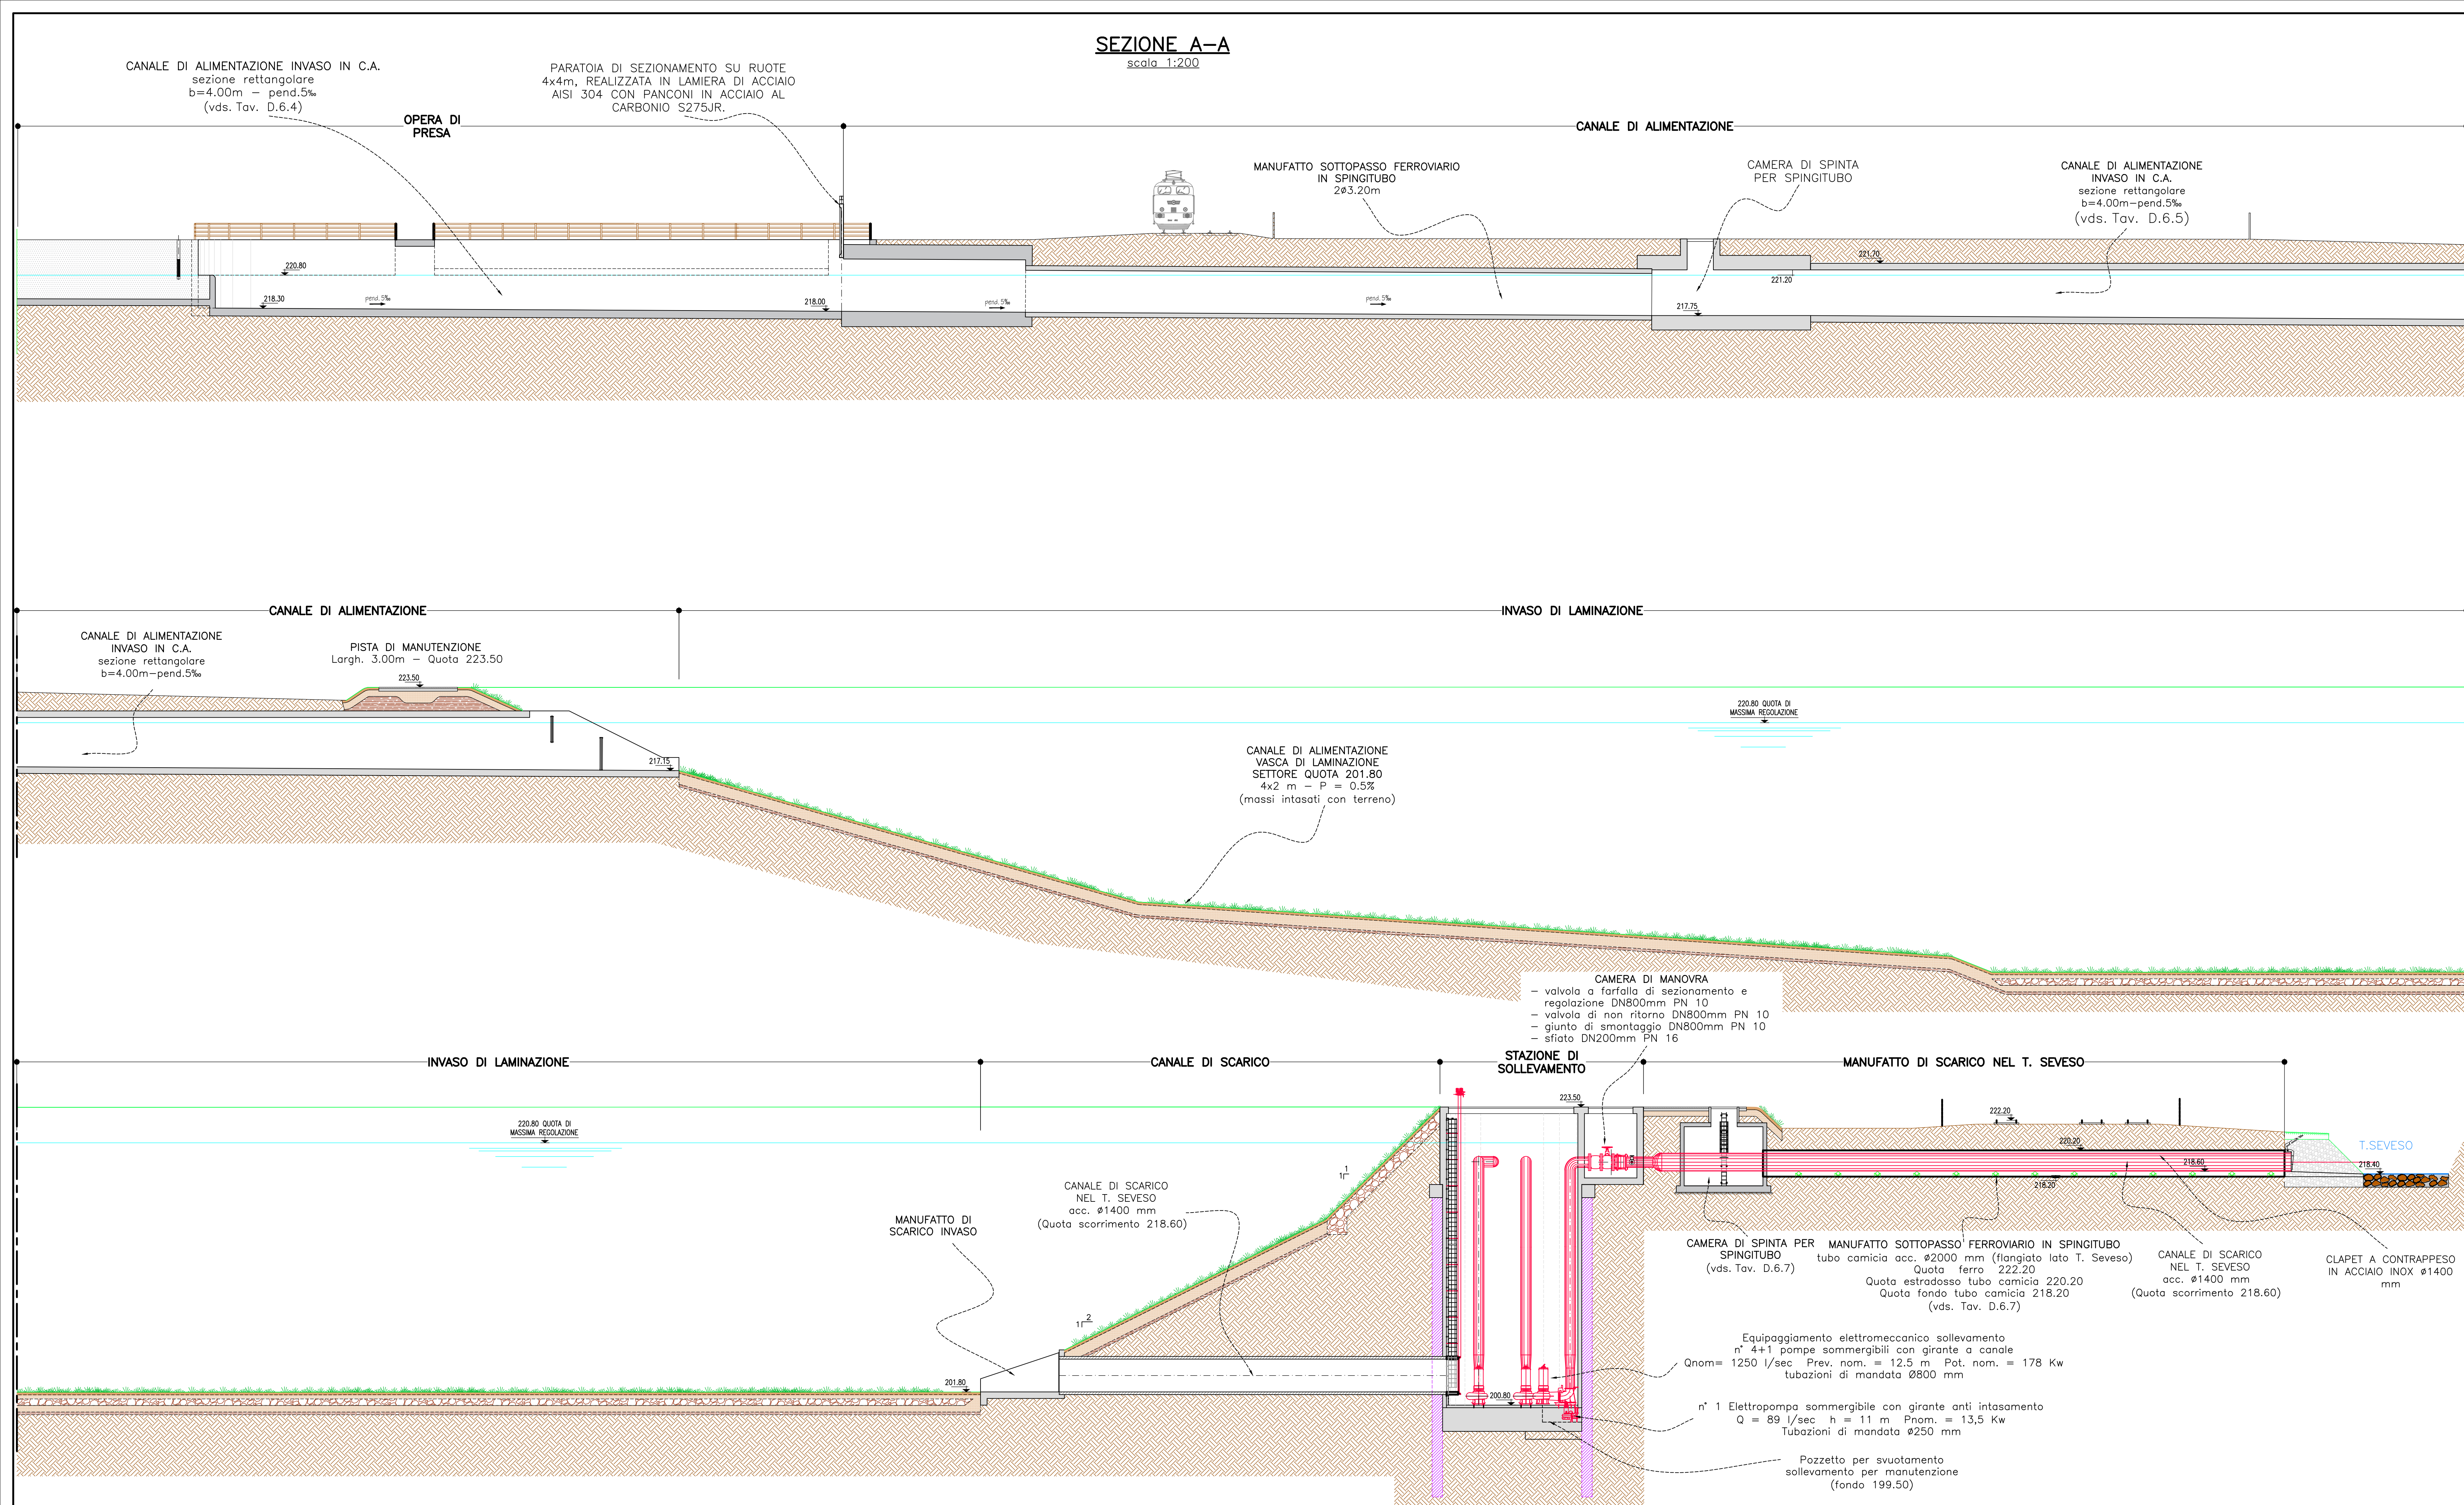 SEZIONE A-A
scala 1:200
CANALE DI ALIMENTAZIONE INVASO IN C.A.
sezione rettangolare
b=4.00m - pend.5‰
(vds. Tav. D.6.4)
PARATOIA DI SEZIONAMENTO SU RUOTE
4x4m, REALIZZATA IN LAMIERA DI ACCIAIO
AISI 304 CON PANCONI IN ACCIAIO AL
CARBONIO S275JR.
OPERA DI
PRESA
CANALE DI ALIMENTAZIONE
MANUFATTO SOTTOPASSO FERROVIARIO
IN SPINGITUBO
2ø3.20m
CAMERA DI SPINTA
PER SPINGITUBO
CANALE DI ALIMENTAZIONE
INVASO IN C.A.
sezione rettangolare
b=4.00m-pend.5‰
(vds. Tav. D.6.5)
220.80
218.30
pend.5‰
218.00
pend.5‰
pend.5‰
217.75
221.20
221.70
CANALE DI ALIMENTAZIONE
INVASO DI LAMINAZIONE
CANALE DI ALIMENTAZIONE
INVASO IN C.A.
sezione rettangolare
b=4.00m-pend.5‰
PISTA DI MANUTENZIONE
Largh. 3.00m - Quota 223.50
223.50
217.15
220.80 QUOTA DI
MASSIMA REGOLAZIONE
CANALE DI ALIMENTAZIONE
VASCA DI LAMINAZIONE
SETTORE QUOTA 201.80
4x2 m - P = 0.5%
(massi intasati con terreno)
CAMERA DI MANOVRA
- valvola a farfalla di sezionamento e
regolazione DN800mm PN 10
- valvola di non ritorno DN800mm PN 10
- giunto di smontaggio DN800mm PN 10
- sfiato DN200mm PN 16
INVASO DI LAMINAZIONE
CANALE DI SCARICO
STAZIONE DI
SOLLEVAMENTO
MANUFATTO DI SCARICO NEL T. SEVESO
220.80 QUOTA DI
MASSIMA REGOLAZIONE
223.50
222.20
220.20
218.60
218.20
T.SEVESO
218.40
1
1
2
1
CANALE DI SCARICO
NEL T. SEVESO
acc. ø1400 mm
(Quota scorrimento 218.60)
MANUFATTO DI
SCARICO INVASO
201.80
200.80
CAMERA DI SPINTA PER
SPINGITUBO
(vds. Tav. D.6.7)
MANUFATTO SOTTOPASSO FERROVIARIO IN SPINGITUBO
tubo camicia acc. ø2000 mm (flangiato lato T. Seveso)
Quota ferro 222.20
Quota estradosso tubo camicia 220.20
Quota fondo tubo camicia 218.20
(vds. Tav. D.6.7)
CANALE DI SCARICO
NEL T. SEVESO
acc. ø1400 mm
(Quota scorrimento 218.60)
CLAPET A CONTRAPPESO
IN ACCIAIO INOX ø1400
mm
Equipaggiamento elettromeccanico sollevamento
n° 4+1 pompe sommergibili con girante a canale
Qnom= 1250 l/sec Prev. nom. = 12.5 m Pot. nom. = 178 Kw
tubazioni di mandata Ø800 mm
n° 1 Elettropompa sommergibile con girante anti intasamento
Q = 89 l/sec h = 11 m Pnom. = 13,5 Kw
Tubazioni di mandata ø250 mm
Pozzetto per svuotamento
sollevamento per manutenzione
(fondo 199.50)